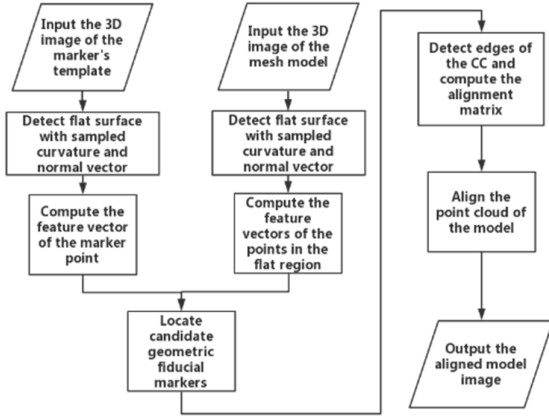 Input the 3D
image of the
marker's
template
Detect flat surface
with sampled
curvature and
normal vector
Compute the
feature vector
of the marker
point
Input the 3D
image of the
mesh model
Detect flat surface
with sampled
curvature and
normal vector
Compute the
feature
vectors of the
points in the
flat region
Locate
candidate
geometric
fiducial
markers
Detect edges of
the CC and
compute the
alignment
matrix
Align the
point cloud of
the model
Output the
aligned model
image